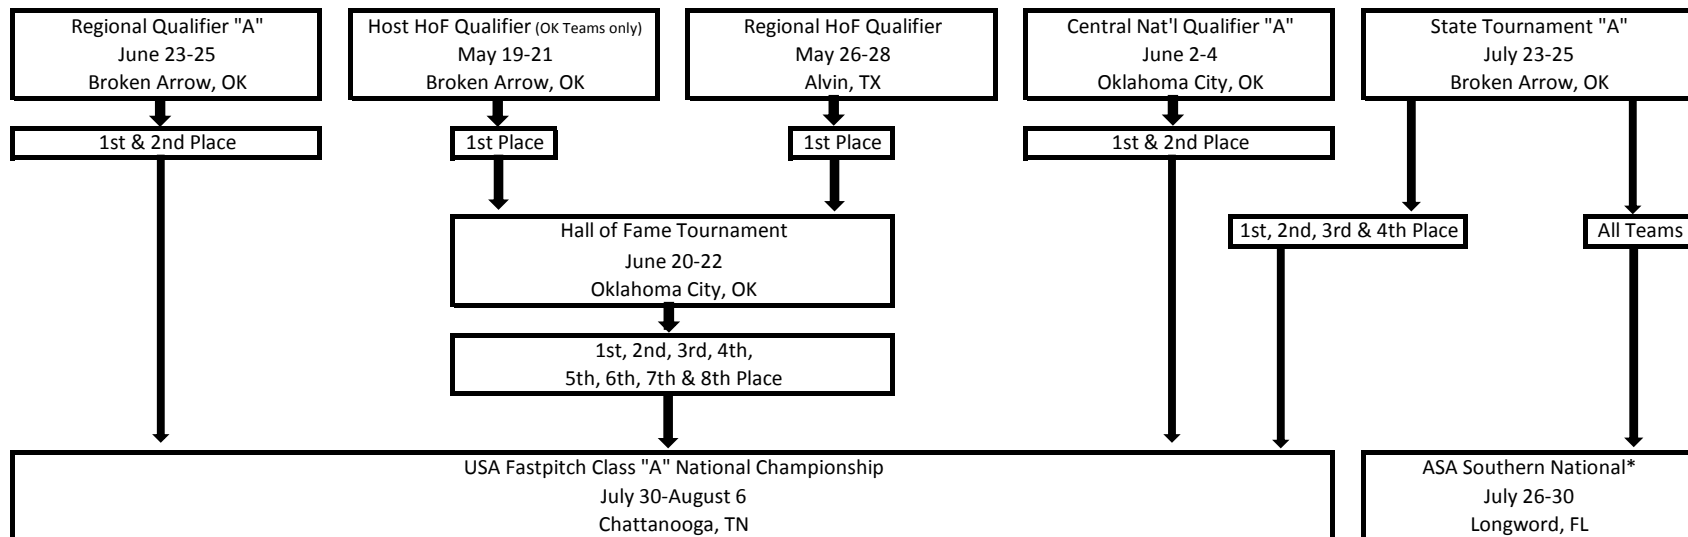 Regional Qualifier "A"
June 23-25
Broken Arrow, OK
Host HoF Qualifier (OK Teams only)
May 19-21
Broken Arrow, OK
Regional HoF Qualifier
May 26-28
Alvin, TX
Central Nat'l Qualifier "A"
June 2-4
Oklahoma City, OK
State Tournament "A"
July 23-25
Broken Arrow, OK
1st & 2nd Place
1st Place
1st Place
1st & 2nd Place
Hall of Fame Tournament
June 20-22
Oklahoma City, OK
1st, 2nd, 3rd & 4th Place
All Teams
1st, 2nd, 3rd, 4th,
5th, 6th, 7th & 8th Place
USA Fastpitch Class "A" National Championship
July 30-August 6
Chattanooga, TN
ASA Southern National*
July 26-30
Longword, FL